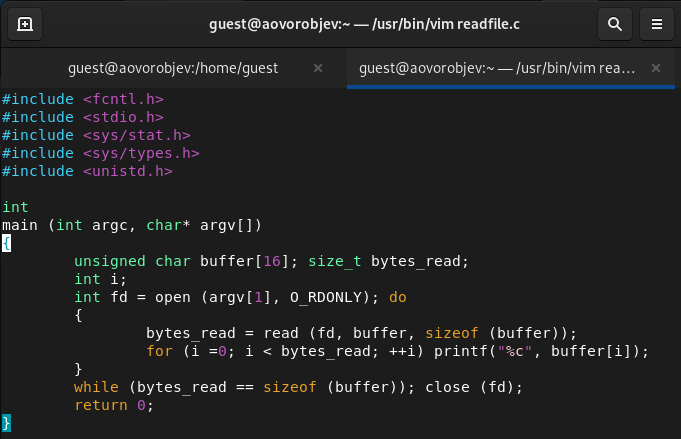 guest@aovorobjev:~ — /usr/bin/vim readfile.c
guest@aovorobjev:/home/guest
guest@aovorobjev:~ — /usr/bin/vim rea…
#include <fcntl.h>
#include <stdio.h>
#include <sys/stat.h>
#include <sys/types.h>
#include <unistd.h>
int
main (int argc, char* argv[])
{
unsigned char buffer[16]; size_t bytes_read;
int i;
int fd = open (argv[1], O_RDONLY); do
{
bytes_read = read (fd, buffer, sizeof (buffer));
for (i =0; i < bytes_read; ++i) printf("%c", buffer[i]);
}
while (bytes_read == sizeof (buffer)); close (fd);
return 0;
}